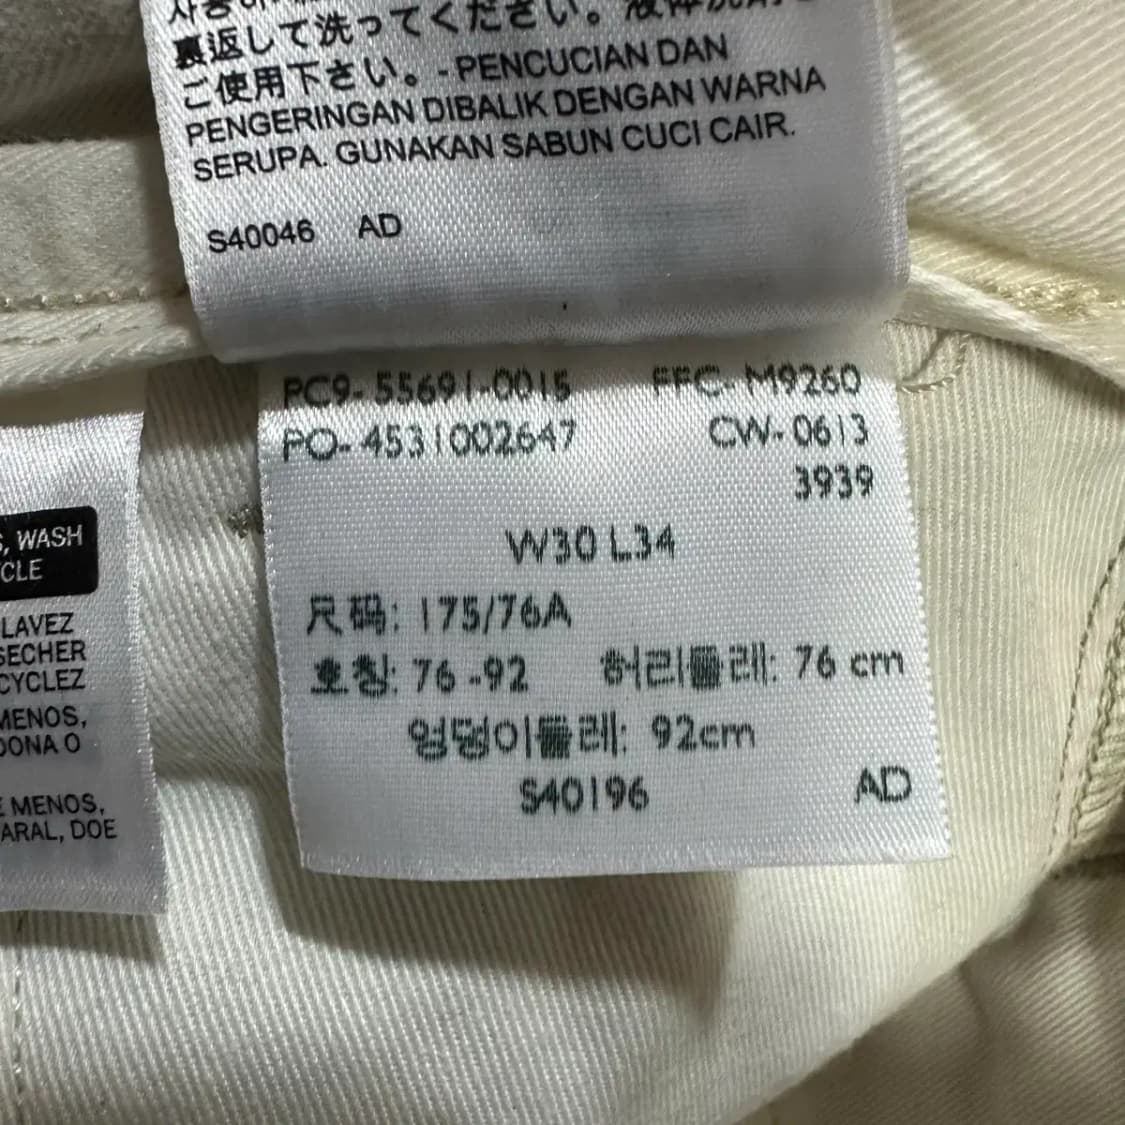 裏返して洗ってください。液体洗剤を
ご使用下さい。- PENCUCIAN DAN
PENGERINGAN DIBALIK DENGAN WARNA
SERUPA. GUNAKAN SABUN CUCI CAIR.
S40046 AD
PC9-55691-0015 FFC-M9260
PO-4531002647 CW-0613
3939
W30 L34
尺码: 175/76A
호칭: 76-92 허리둘레: 76 cm
엉덩이둘레: 92cm
S40196 AD
, WASH
CLE
LAVEZ
SECHER
CYCLEZ
MENOS,
DONA O
E MENOS,
ARAL, DOE